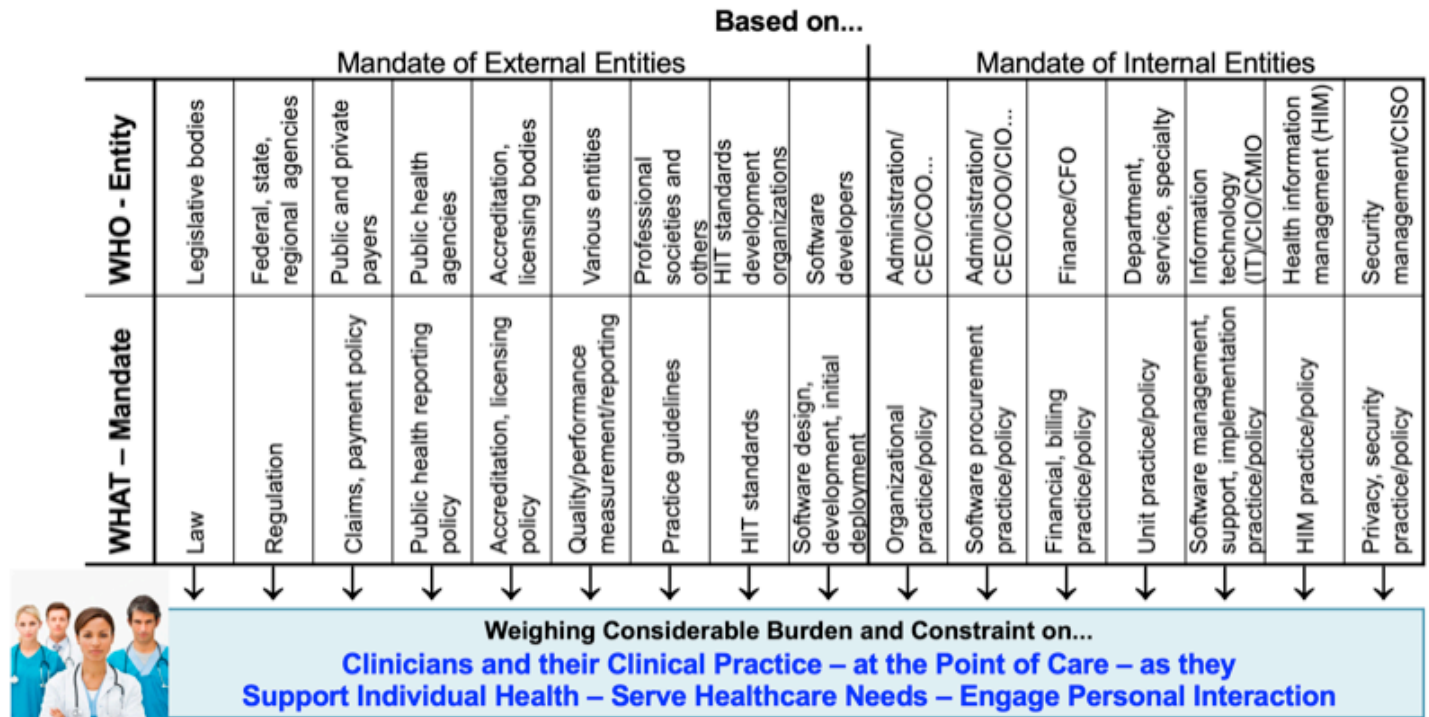 Based on...
Mandate of External Entities
Mandate of Internal Entities
WHO - Entity
Legislative bodies
Federal, state,
regional agencies
Public and private
payers
Public health
agencies
Accreditation,
licensing bodies
Various entities
Professional
societies and
others
HIT standards
development
organizations
Software
developers
Administration/
CEO/COO...
Administration/
CEO/COO/CIO...
Finance/CFO
Department,
service, specialty
Information
technology
(IT)/CIO/CMIO
Health information
management (HIM)
Security
management/CISO
WHAT – Mandate
Law
Regulation
Claims, payment policy
Public health reporting
policy
Accreditation, licensing
policy
Quality/performance
measurement/reporting
Practice guidelines
HIT standards
Software design,
development, initial
deployment
Organizational
practice/policy
Software procurement
practice/policy
Financial, billing
practice/policy
Unit practice/policy
Software management,
support, implementation
practice/policy
HIM practice/policy
Privacy, security
practice/policy
Weighing Considerable Burden and Constraint on...
Clinicians and their Clinical Practice – at the Point of Care – as they
Support Individual Health – Serve Healthcare Needs – Engage Personal Interaction